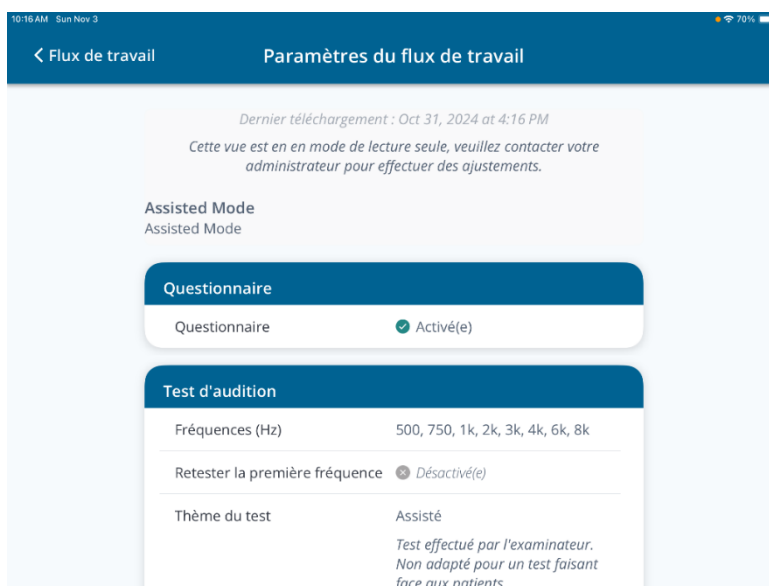 10:16 AM Sun Nov 3
70%
Flux de travail
Paramètres du flux de travail
Dernier téléchargement : Oct 31, 2024 at 4:16 PM
Cette vue est en en mode de lecture seule, veuillez contacter votre
administrateur pour effectuer des ajustements.
Assisted Mode
Assisted Mode
Questionnaire
Questionnaire
Activé(e)
Test d'audition
Fréquences (Hz)
500, 750, 1k, 2k, 3k, 4k, 6k, 8k
Retester la première fréquence
Désactivé(e)
Thème du test
Assisté
Test effectué par l'examinateur.
Non adapté pour un test faisant
face aux patients